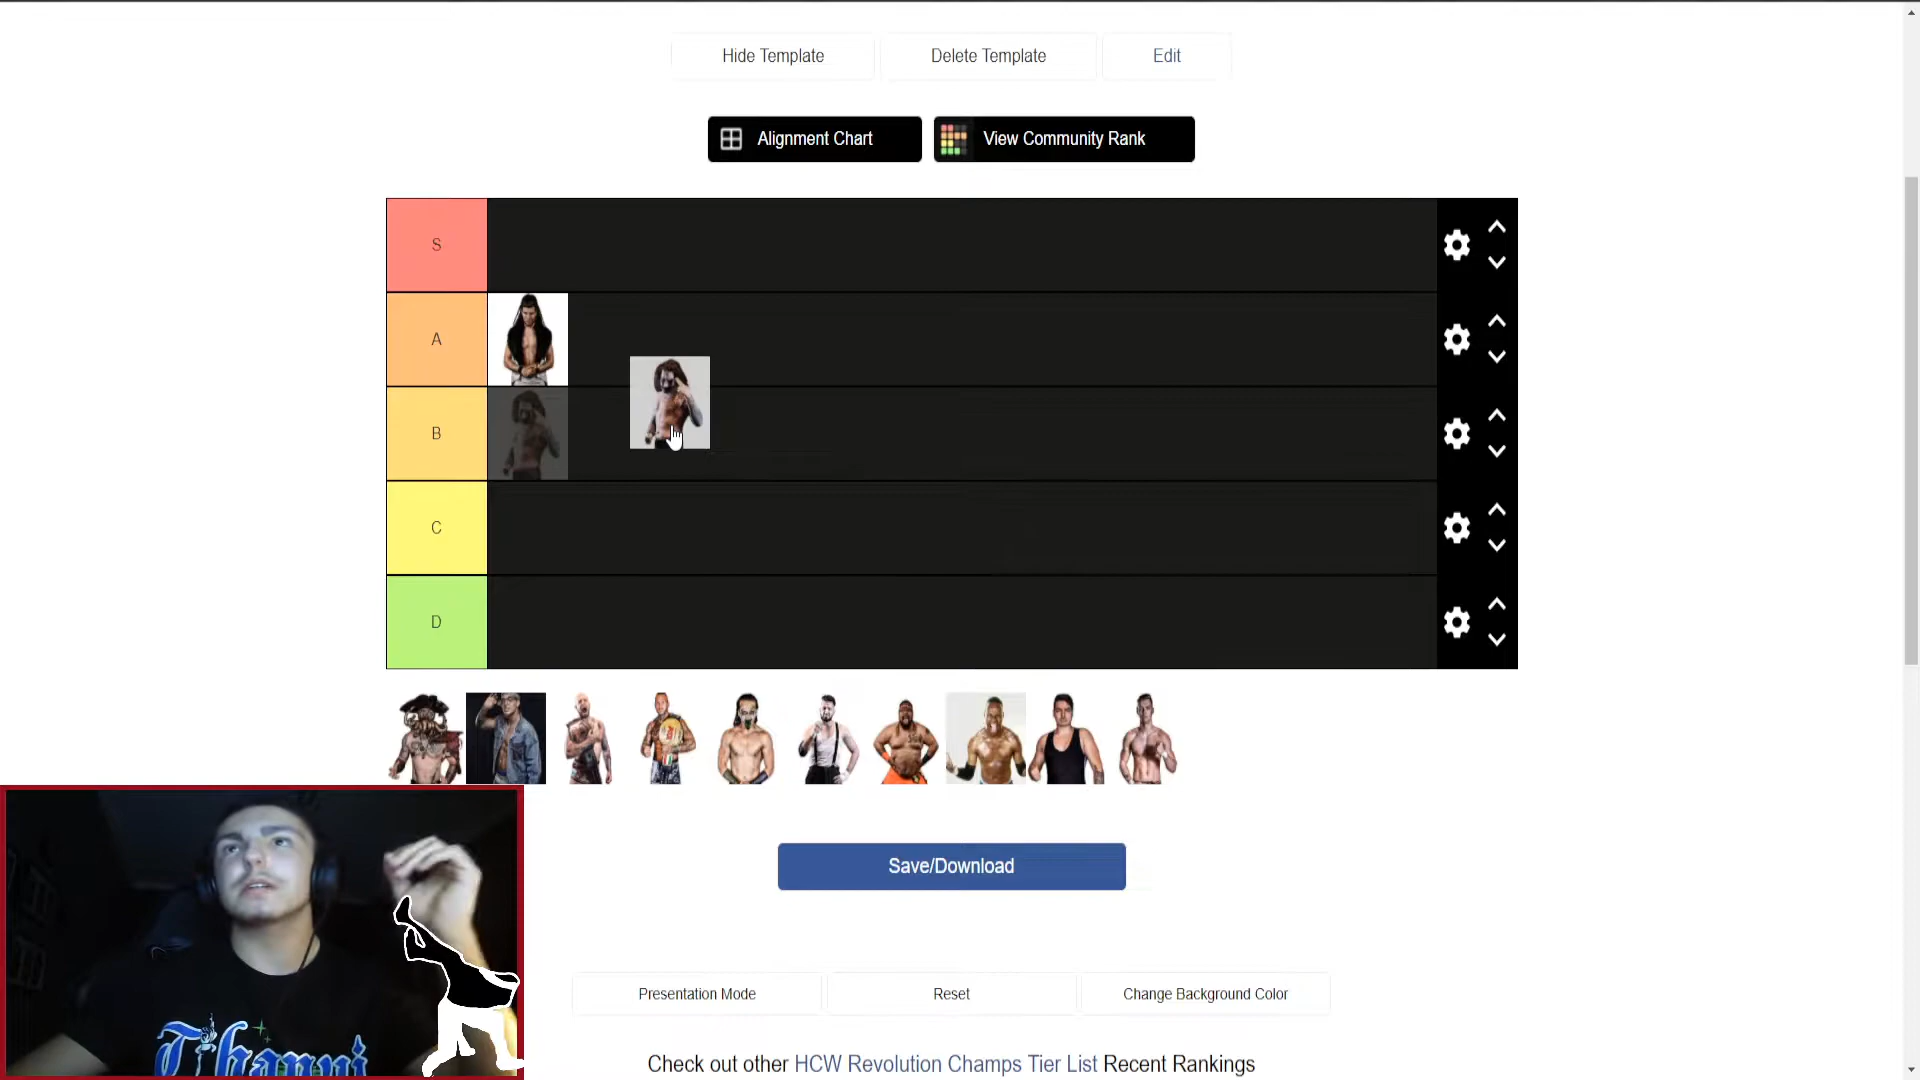 Hide Template Delete Template Edit
Alignment Chart View Community Rank
S
A
B
C
D
Save/Download
Presentation Mode Reset Change Background Color
Check out other HCW Revolution Champs Tier List Recent Rankings